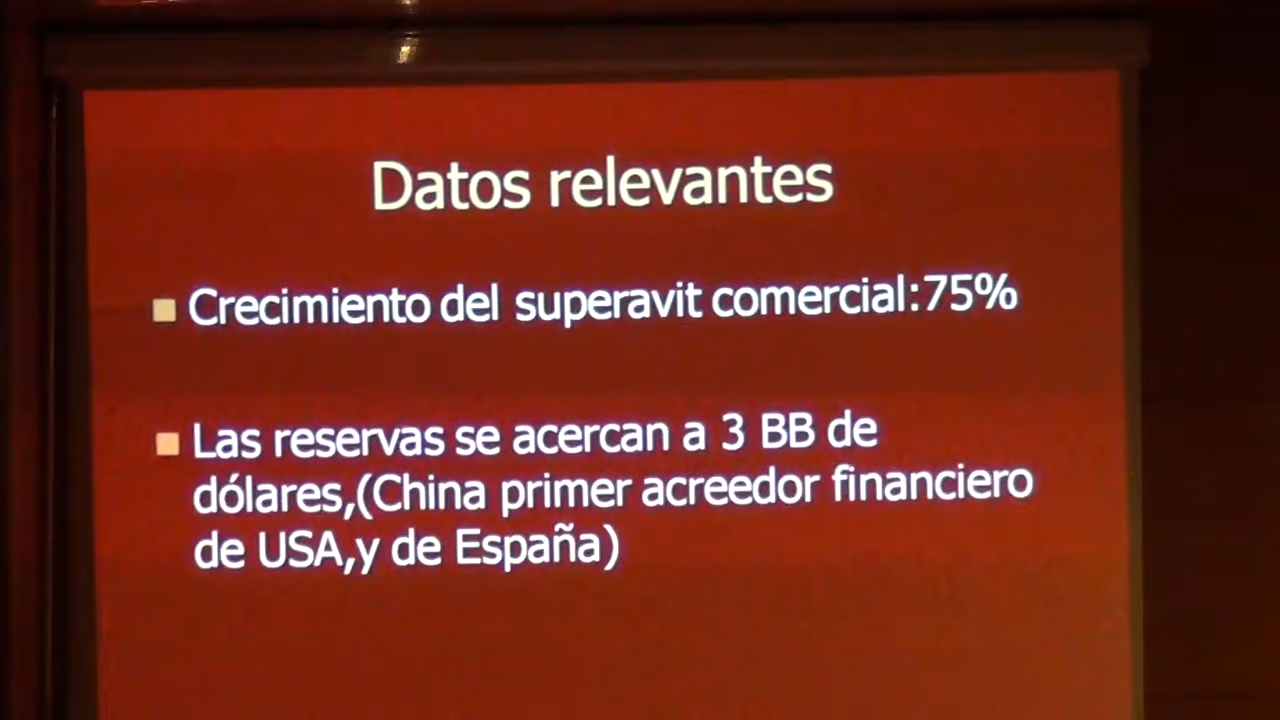 Datos relevantes
Crecimiento del superavit comercial:75%
Las reservas se acercan a 3 BB de
dólares,(China primer acreedor financiero
de USA,y de España)